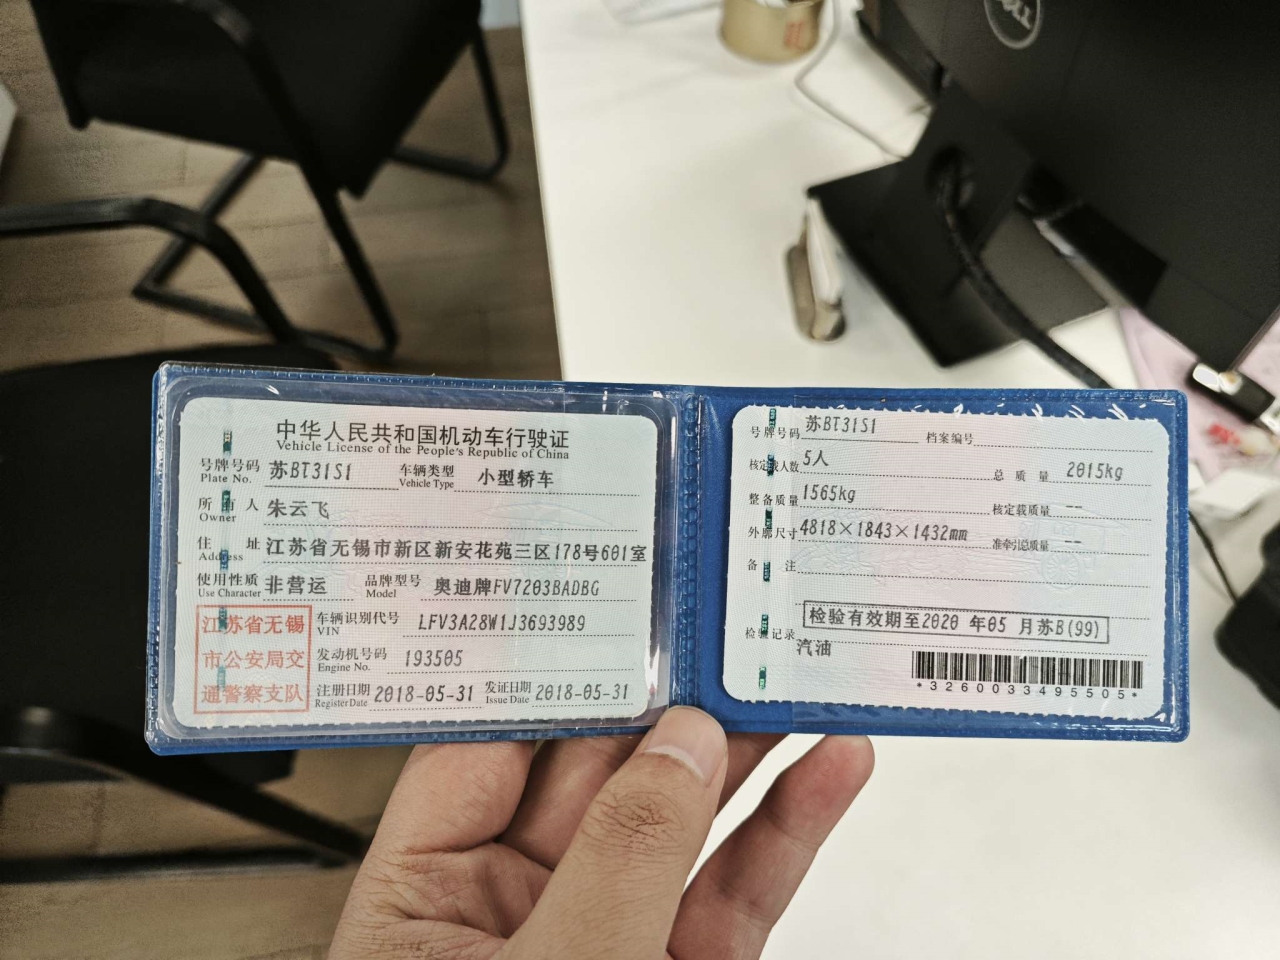 DELL
中华人民共和国机动车行驶证
Vehicle License of the People's Republic of China
号牌号码 苏BT31S1 车辆类型 小型轿车
Plate No. Vehicle Type
所有人 朱云飞
Owner
住址 江苏省无锡市新区新安花苑三区178号601室
Address
使用性质 非营运 品牌型号 奥迪牌FV7203BADBG
Use Character Model
江苏省无锡
市公安局交
通警察支队
车辆识别代号 LFV3A28W1J3693989
VIN
发动机号码 193505
Engine No.
注册日期 2018-05-31 发证日期 2018-05-31
Register Date Issue Date
号牌号码 苏BT31S1 档案编号
核定载人数 5人 总质量 2015kg
整备质量 1565kg 核定载质量 --
外廓尺寸 4818×1843×1432mm 准牵引总质量 --
备注
检验有效期至2020 年05 月苏B(99)
检验记录
汽油
*3260033495505*